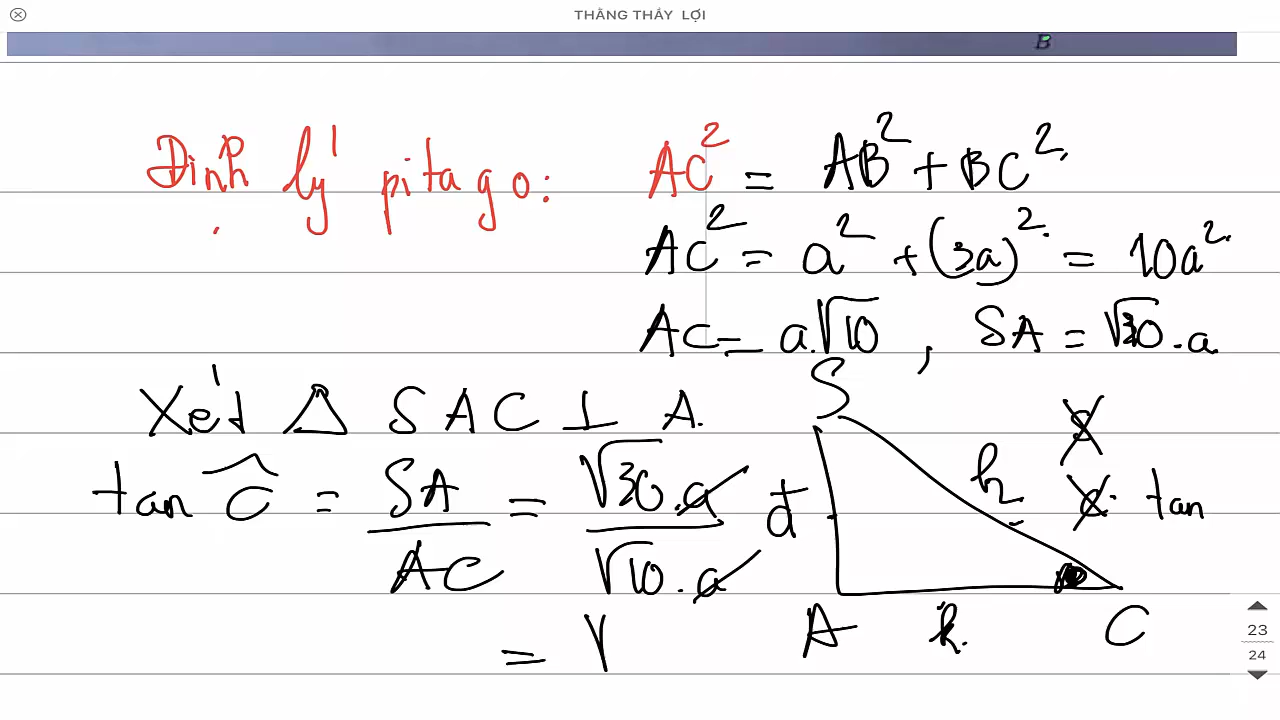 THẮNG THẦY LỢI
B
Định lý pitago: AC² = AB² + BC²
AC² = a² + (3a)² = 10a²
AC = a.√10 , SA = √30 . a
Xét Δ SAC ⊥ A.
S
tan Ĉ = SA / AC = √30 . a / √10 . a
đ h tan
= √
A k C
23
24